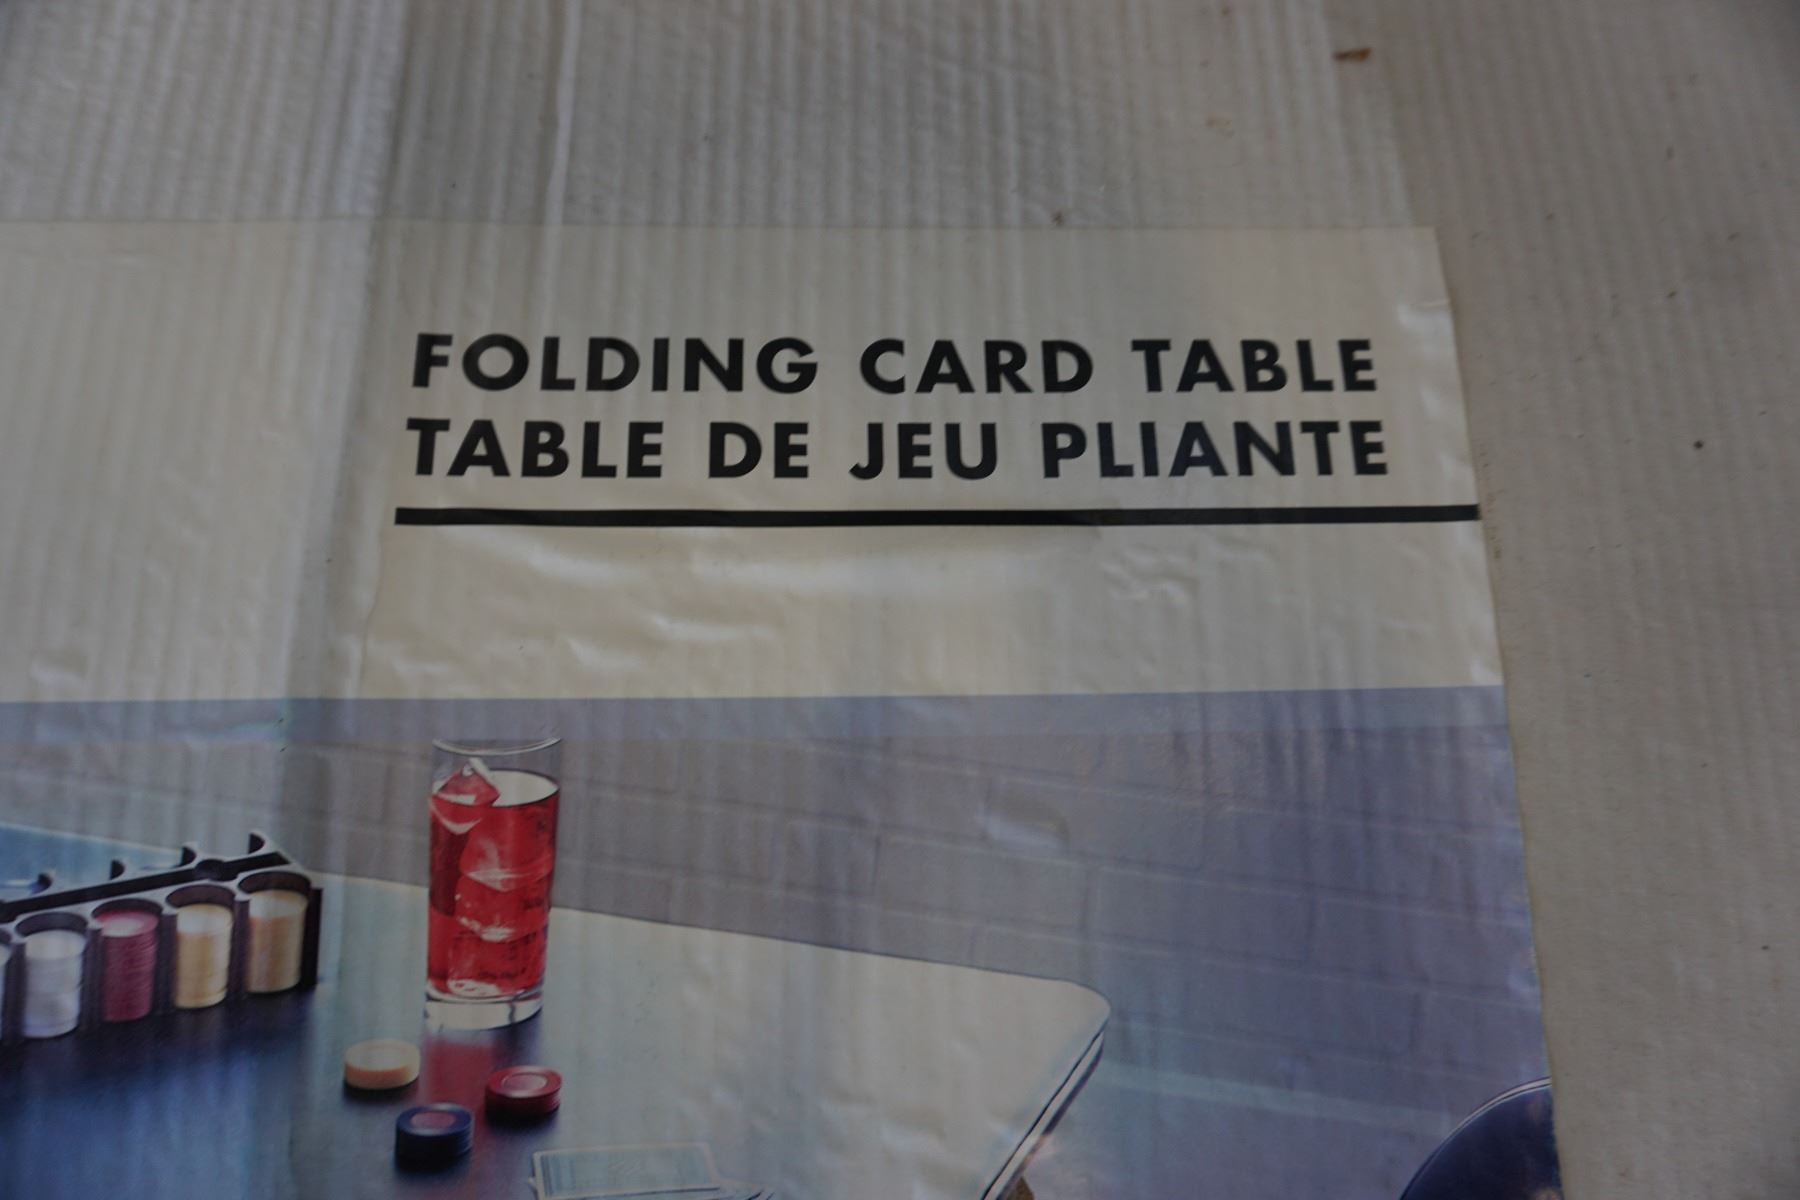 FOLDING CARD TABLE
TABLE DE JEU PLIANTE